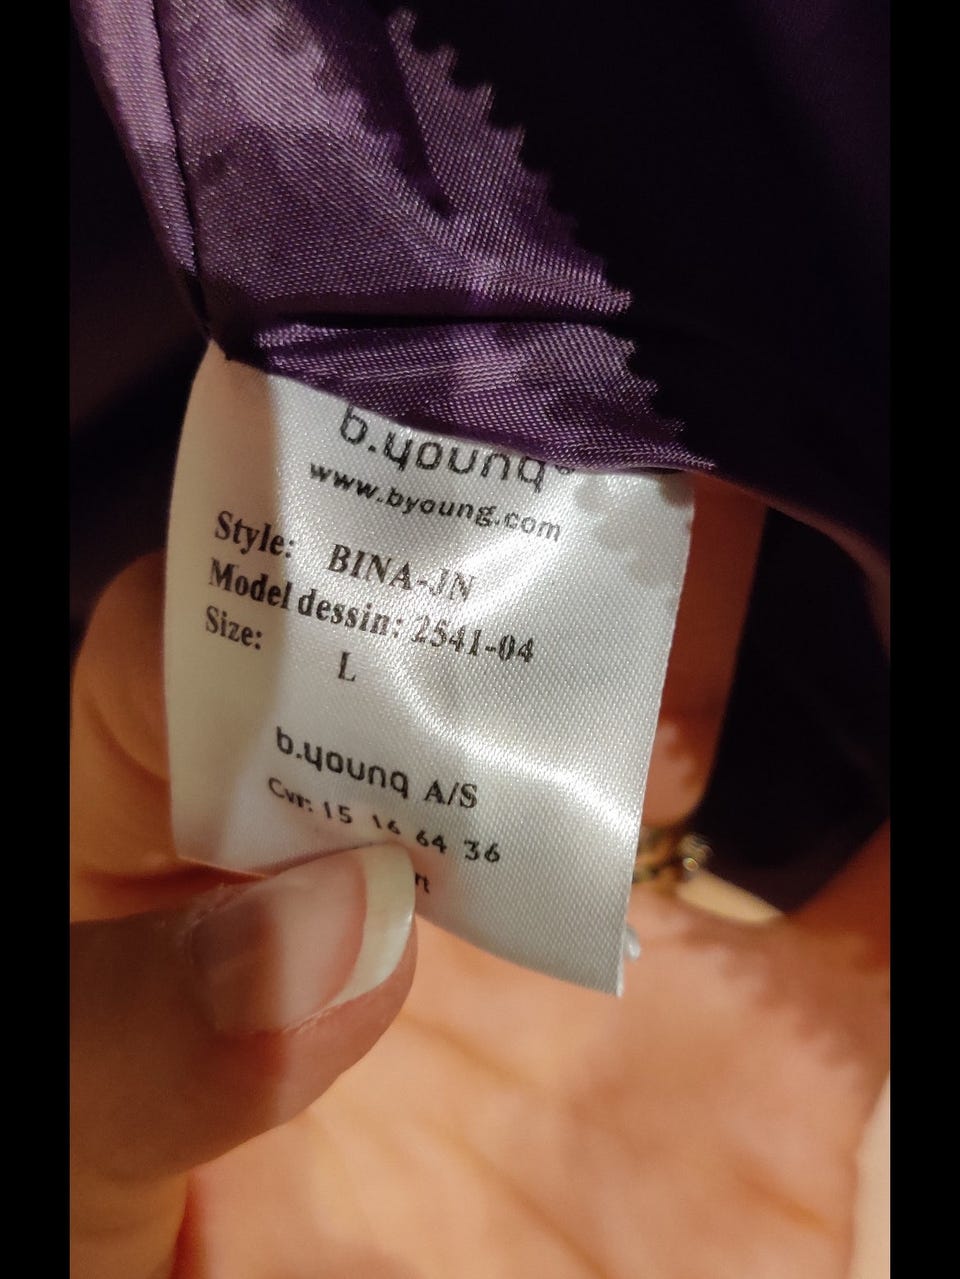 b.young®
www.byoung.com
Style: BINA-JN
Model dessin: 2541-04
Size:
L
b.young A/S
Cvr: 15 16 64 36